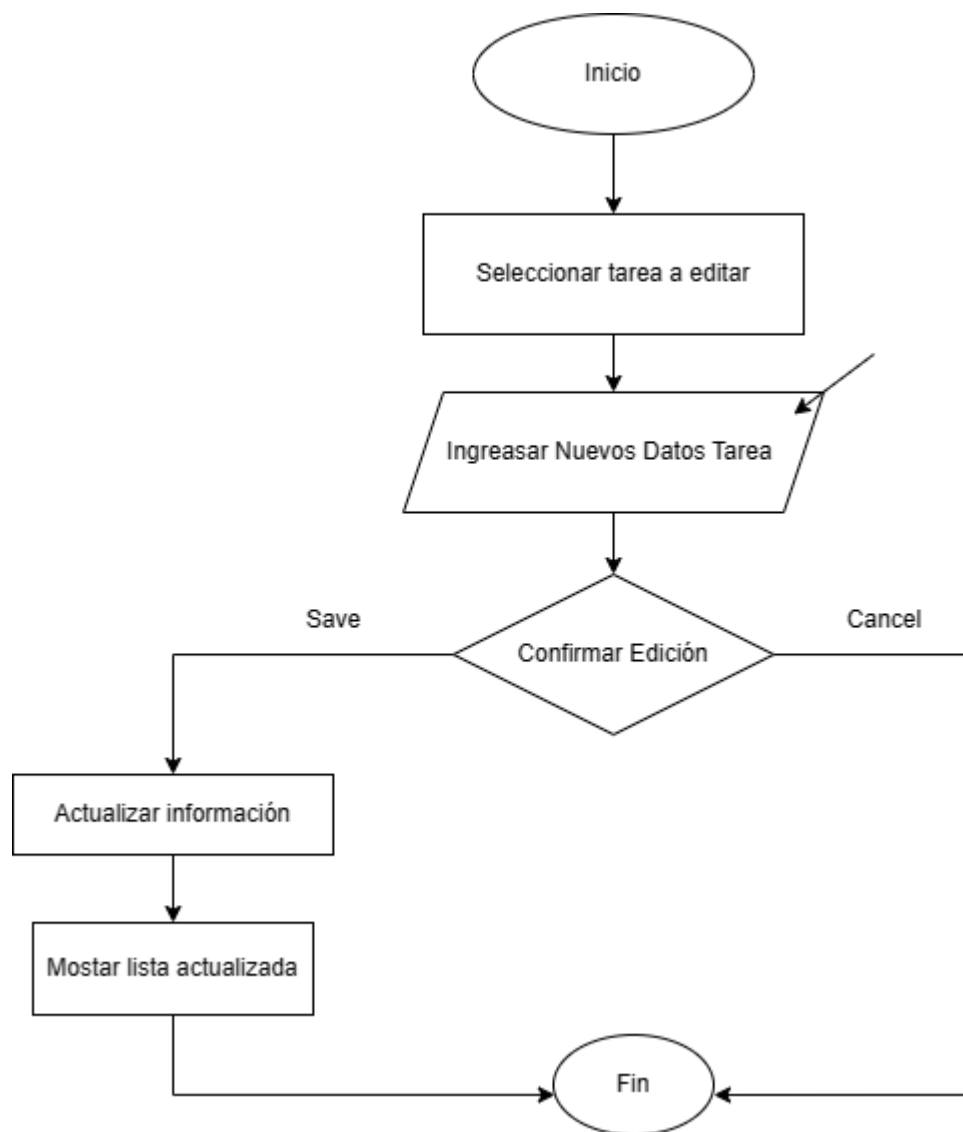 Inicio
Seleccionar tarea a editar
Ingreasar Nuevos Datos Tarea
Save
Confirmar Edición
Cancel
Actualizar información
Mostar lista actualizada
Fin